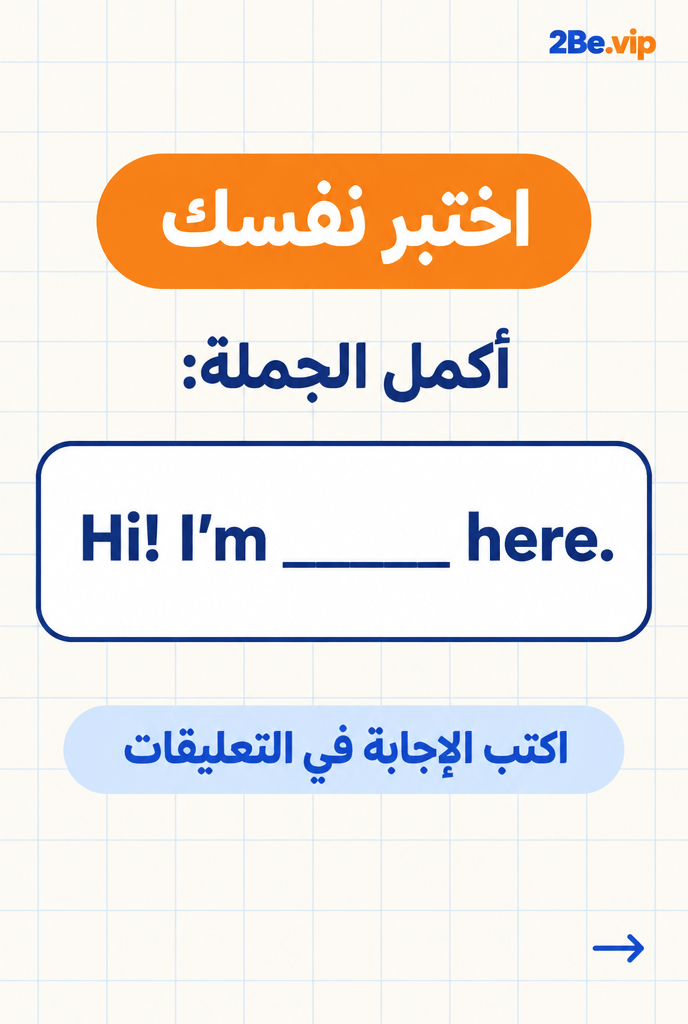 2Be.vip
اختبر نفسك
أكمل الجملة:
Hi! I’m _____ here.
اكتب الإجابة في التعليقات
→